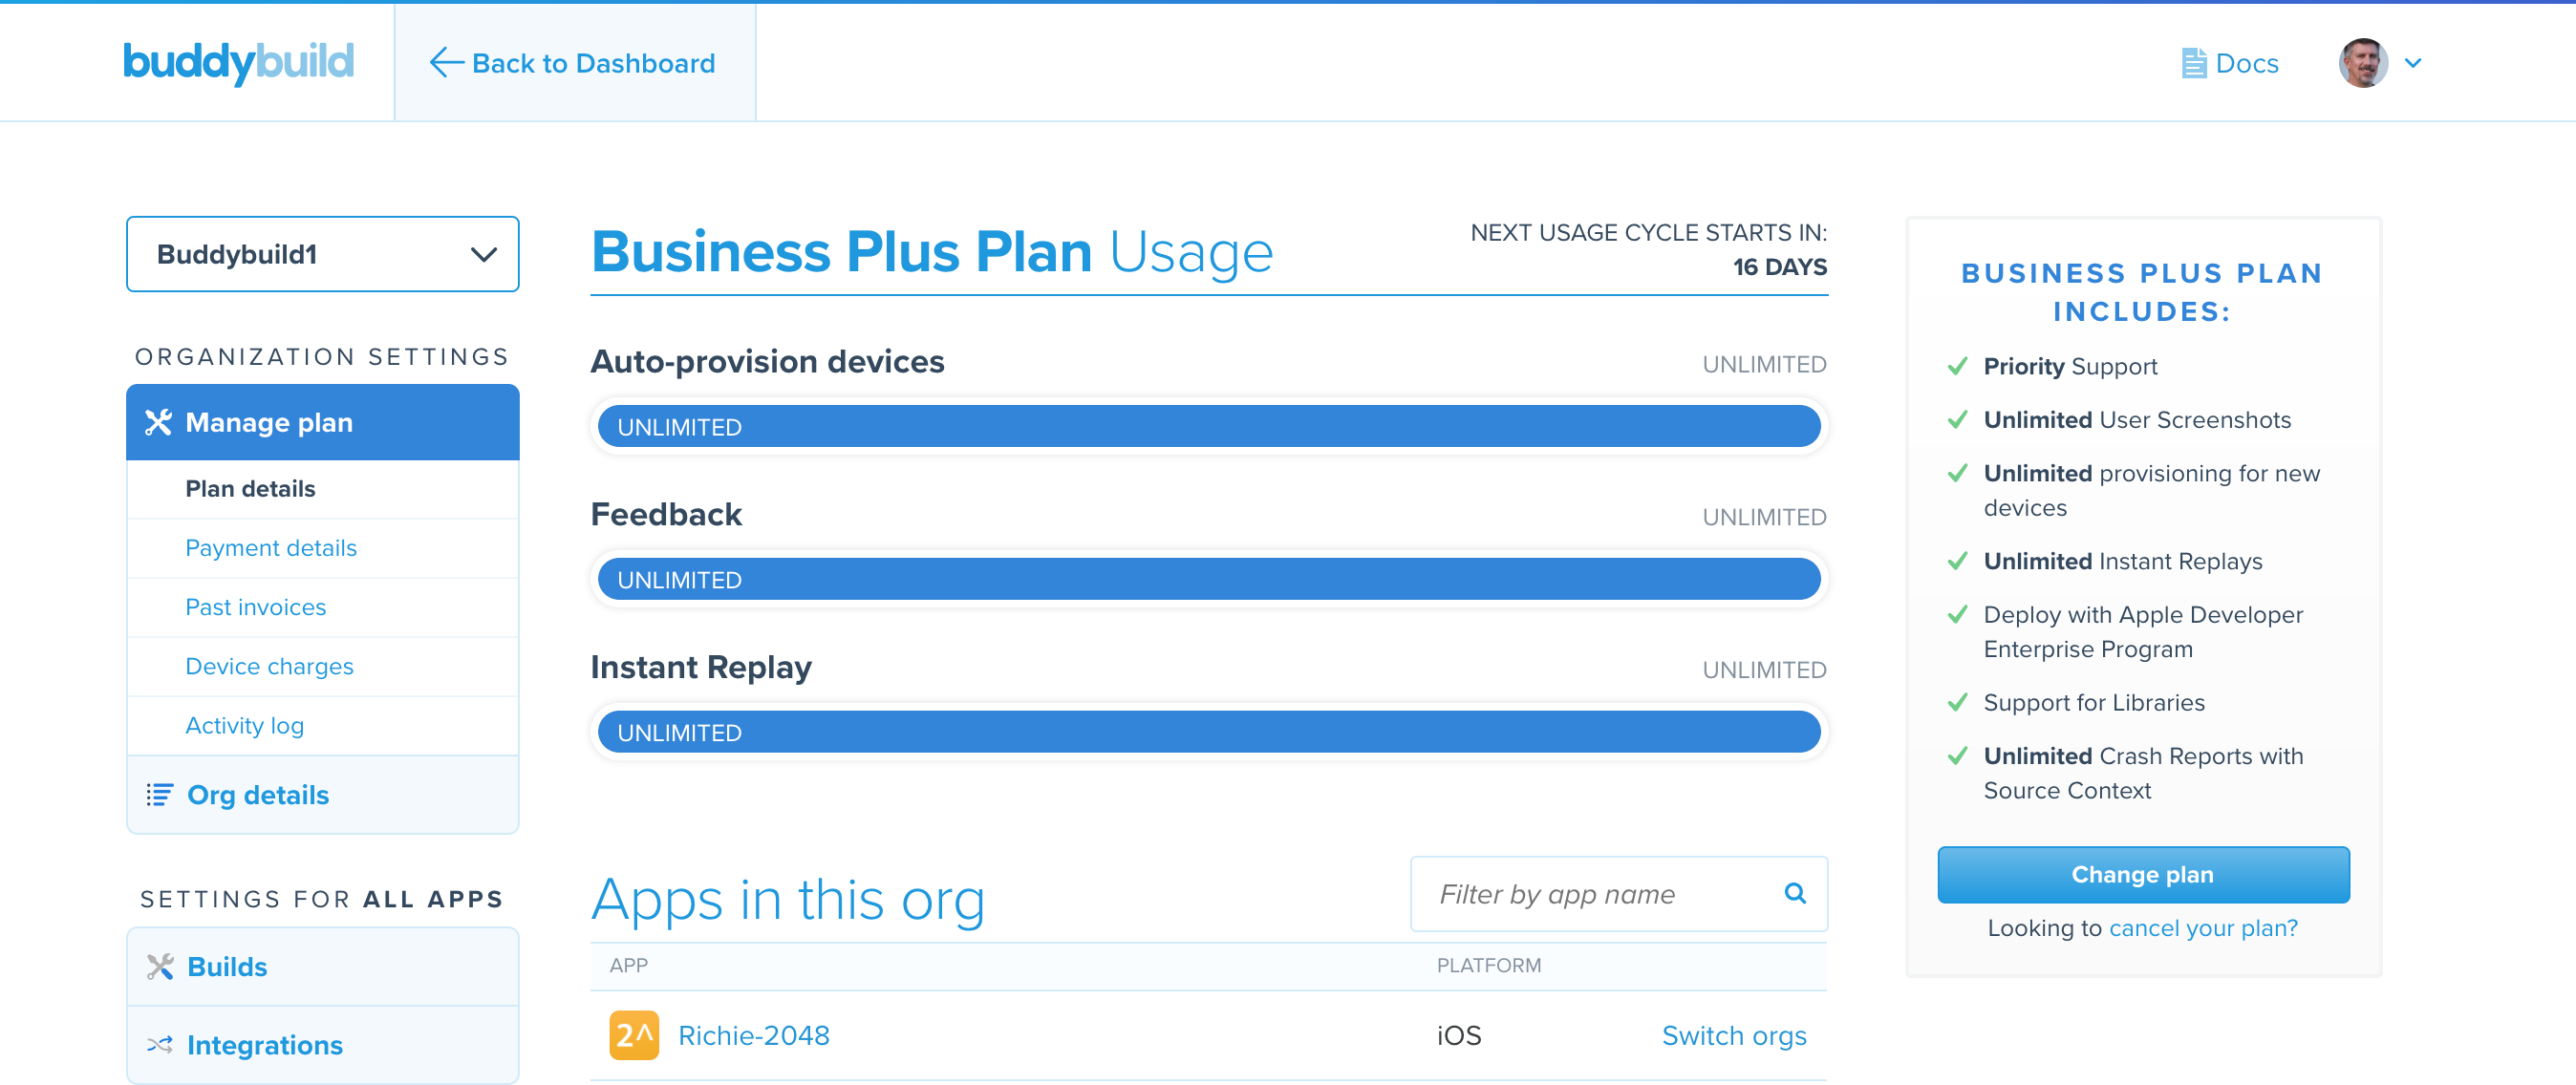 buddybuild
Back to Dashboard
Docs
Buddybuild1
ORGANIZATION SETTINGS
Manage plan
Plan details
Payment details
Past invoices
Device charges
Activity log
Org details
SETTINGS FOR ALL APPS
Builds
Integrations
Business Plus Plan Usage
NEXT USAGE CYCLE STARTS IN:
16 DAYS
Auto-provision devices
UNLIMITED
UNLIMITED
Feedback
UNLIMITED
UNLIMITED
Instant Replay
UNLIMITED
UNLIMITED
Apps in this org
Filter by app name
APP
PLATFORM
2^
Richie-2048
iOS
Switch orgs
BUSINESS PLUS PLAN
INCLUDES:
Priority Support
Unlimited User Screenshots
Unlimited provisioning for new
devices
Unlimited Instant Replays
Deploy with Apple Developer
Enterprise Program
Support for Libraries
Unlimited Crash Reports with
Source Context
Change plan
Looking to cancel your plan?